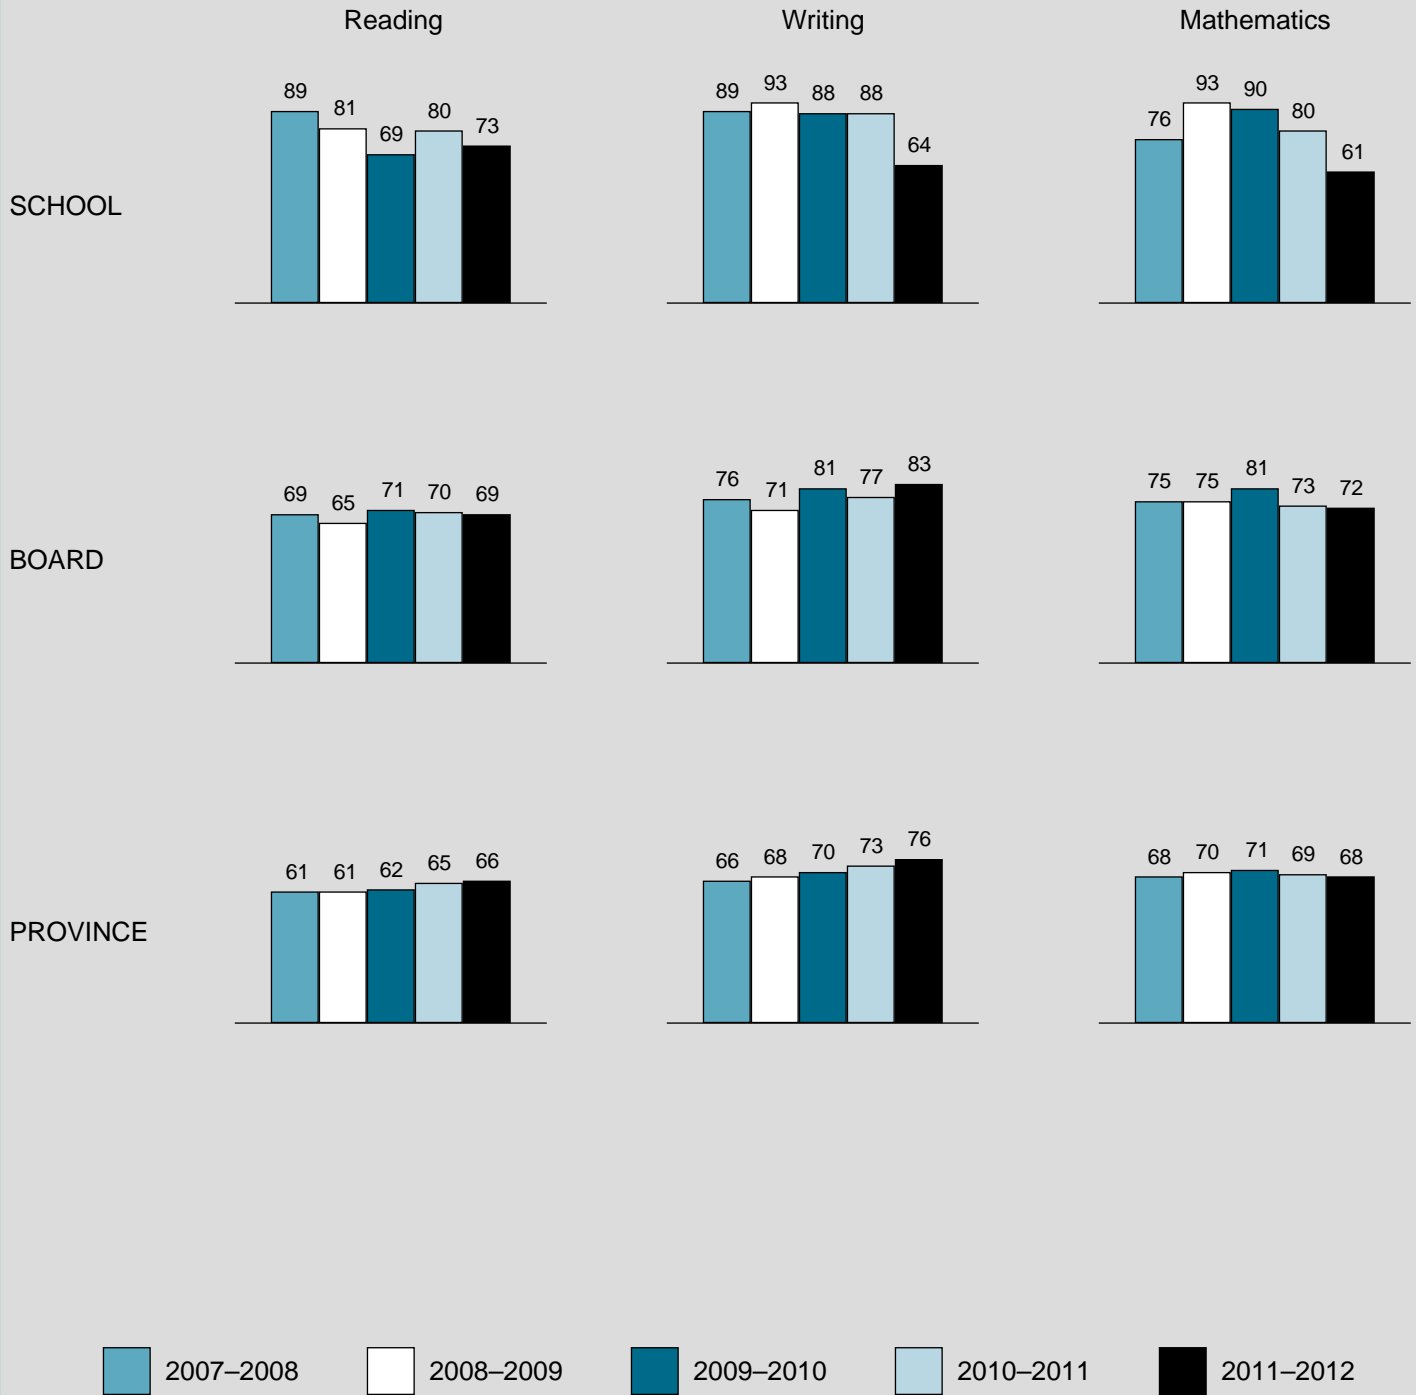 Reading Writing Mathematics
SCHOOL
89 81 69 80 73
89 93 88 88 64
76 93 90 80 61
BOARD
69 65 71 70 69
76 71 81 77 83
75 75 81 73 72
PROVINCE
61 61 62 65 66
66 68 70 73 76
68 70 71 69 68
2007–2008 2008–2009 2009–2010 2010–2011 2011–2012